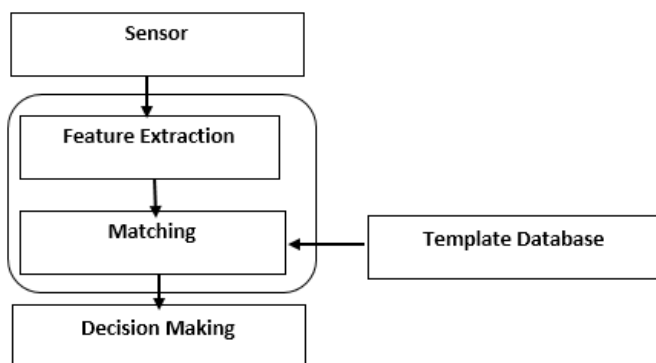 Sensor
Feature Extraction
Matching
Template Database
Decision Making